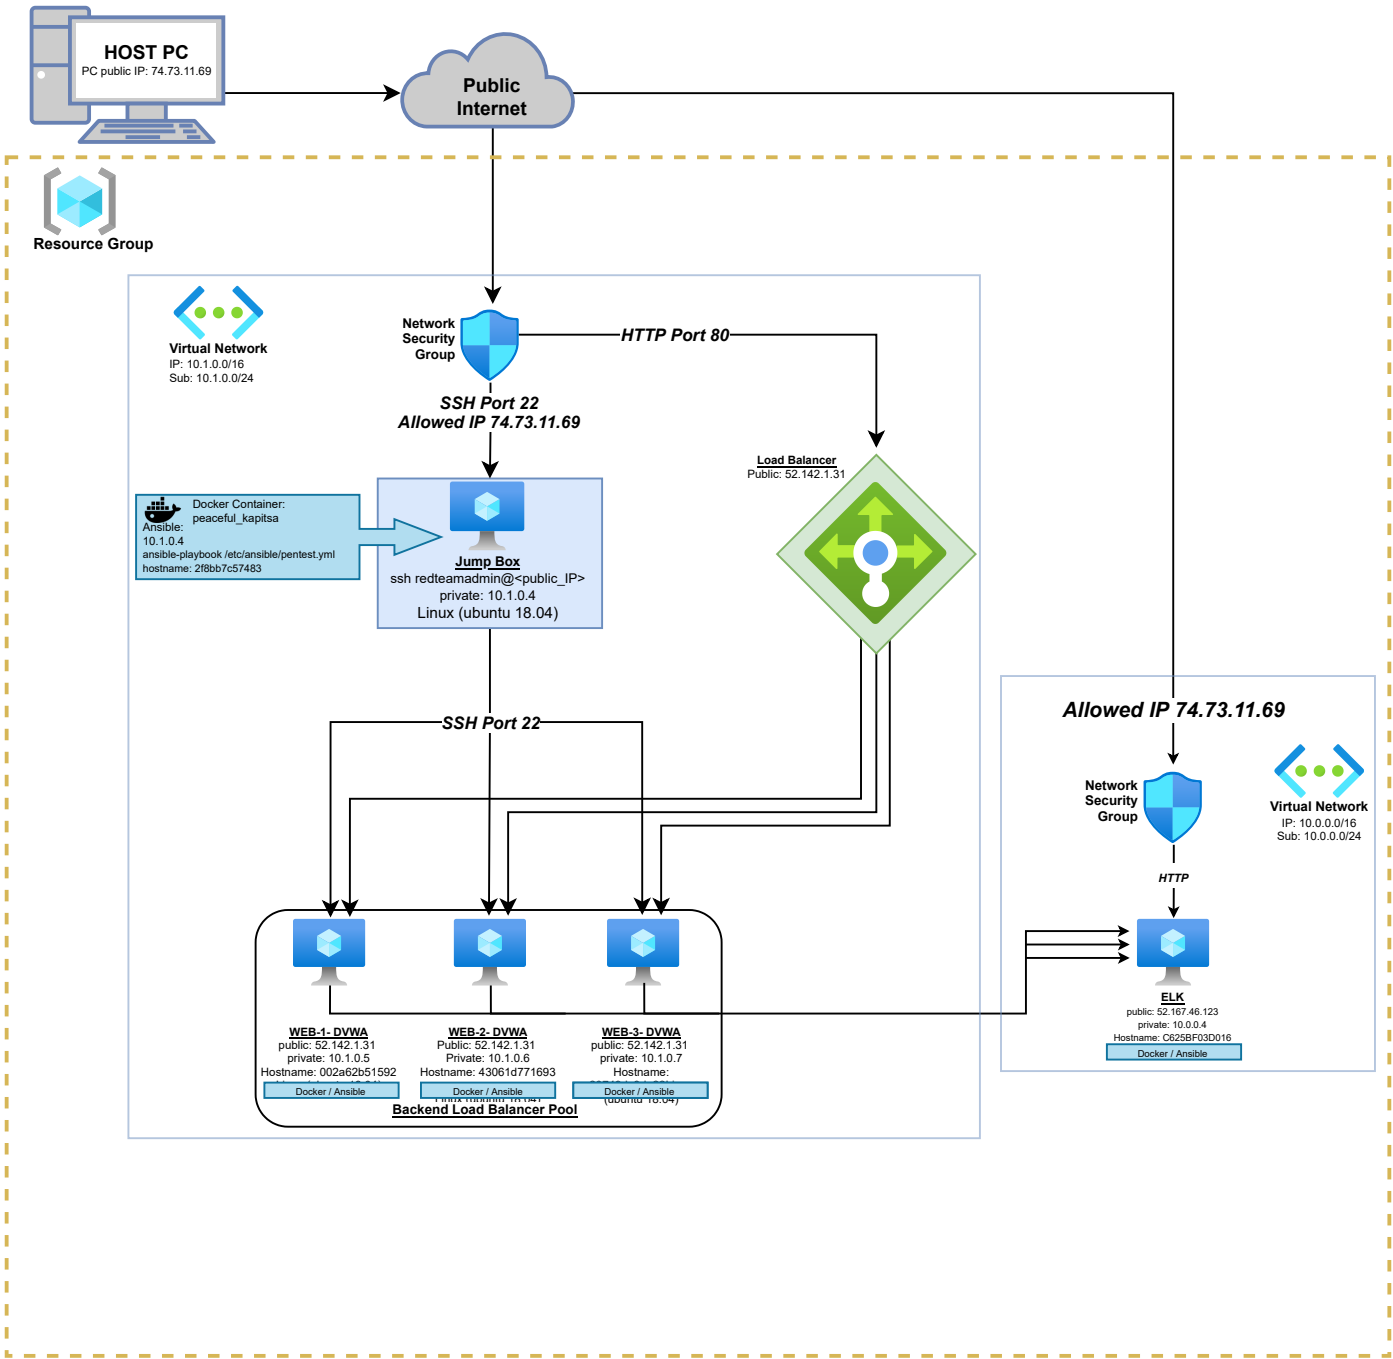 HOST PC
PC public IP: 74.73.11.69
Public
Internet
Resource Group
Virtual Network
IP: 10.1.0.0/16
Sub: 10.1.0.0/24
Network
Security
Group
HTTP Port 80
SSH Port 22
Allowed IP 74.73.11.69
Load Balancer
Public: 52.142.1.31
Docker Container:
peaceful_kapitsa
Ansible:
10.1.0.4
ansible-playbook /etc/ansible/pentest.yml
hostname: 2f8bb7c57483
Jump Box
ssh redteamadmin@<public_IP>
private: 10.1.0.4
Linux (ubuntu 18.04)
SSH Port 22
Allowed IP 74.73.11.69
Network
Security
Group
Virtual Network
IP: 10.0.0.0/16
Sub: 10.0.0.0/24
HTTP
ELK
public: 52.167.46.123
private: 10.0.0.4
Hostname: C625BF03D016
Docker / Ansible
WEB-1- DVWA
public: 52.142.1.31
private: 10.1.0.5
Hostname: 002a62b51592
Docker / Ansible
WEB-2- DVWA
Public: 52.142.1.31
Private: 10.1.0.6
Hostname: 43061d771693
Docker / Ansible
WEB-3- DVWA
public: 52.142.1.31
private: 10.1.0.7
Hostname:
Docker / Ansible
(ubuntu 18.04)
Backend Load Balancer Pool